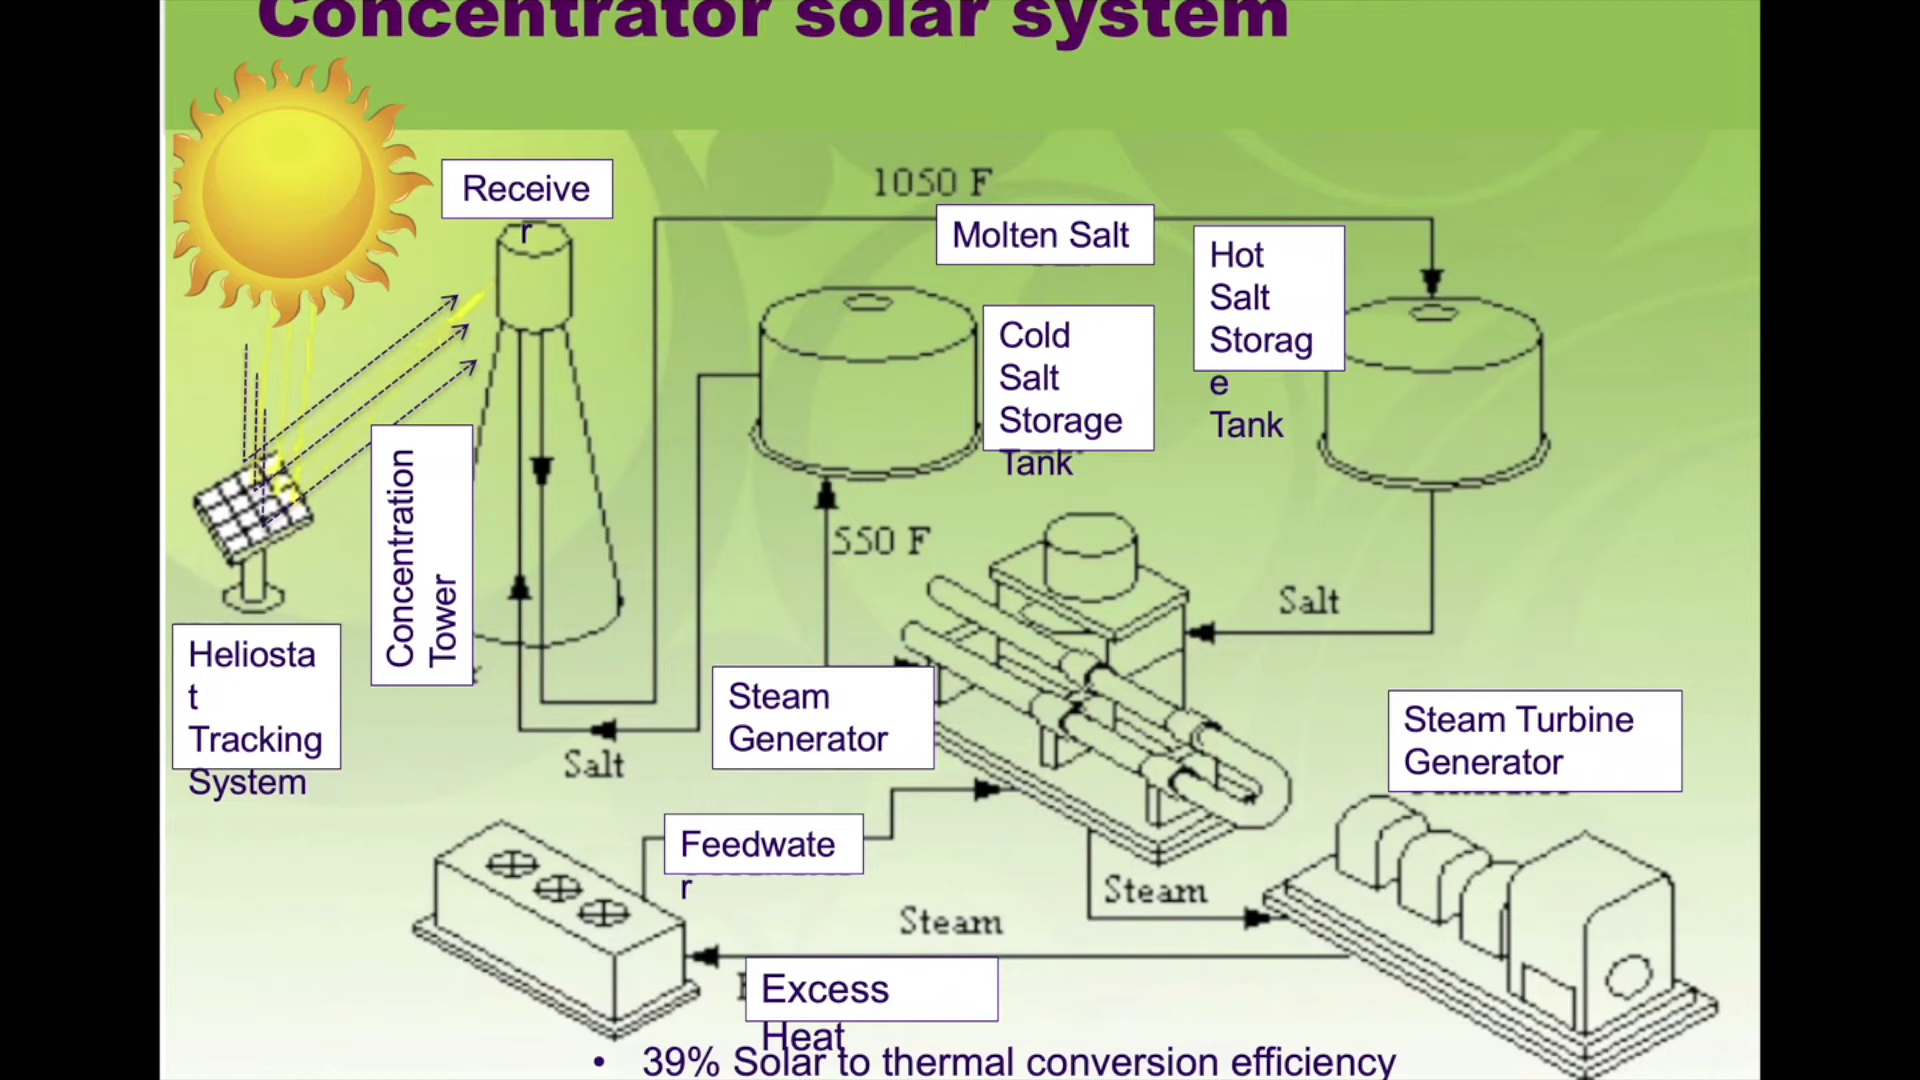 Concentrator solar system
Receive
r
1050 F
Molten Salt
Hot
Salt
Storag
e
Tank
Cold
Salt
Storage
Tank
Concentration
Tower
550 F
Salt
Heliosta
t
Tracking
System
Steam
Generator
Steam Turbine
Generator
Salt
Feedwate
r
Steam
Steam
Excess
Heat
• 39% Solar to thermal conversion efficiency